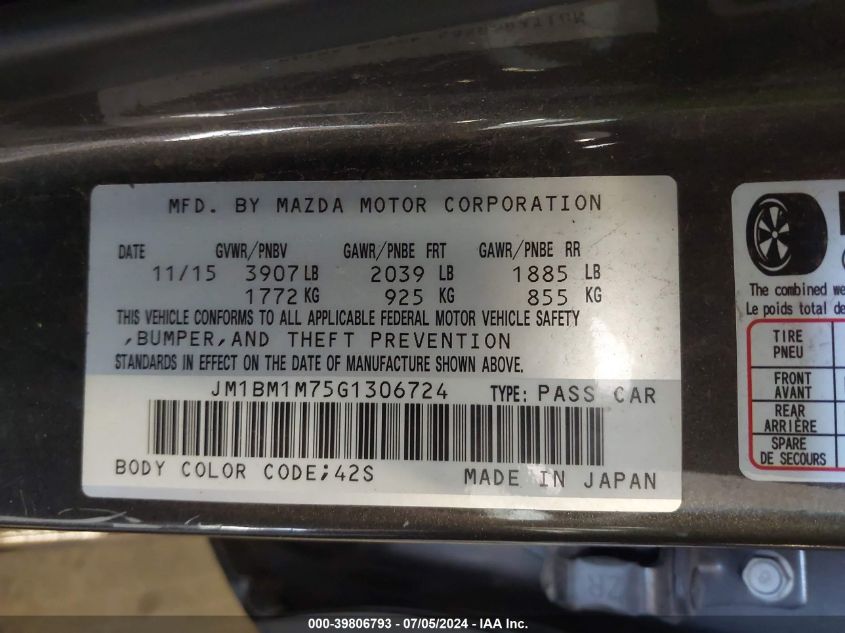 MFD. BY MAZDA MOTOR CORPORATION
DATE GVWR/PNBV GAWR/PNBE FRT GAWR/PNBE RR
11/15 3907 LB 2039 LB 1885 LB
1772 KG 925 KG 855 KG
THIS VEHICLE CONFORMS TO ALL APPLICABLE FEDERAL MOTOR VEHICLE SAFETY
,BUMPER,AND THEFT PREVENTION
STANDARDS IN EFFECT ON THE DATE OF MANUFACTURE SHOWN ABOVE.
JM1BM1M75G1306724 TYPE: PASS CAR
BODY COLOR CODE;42S MADE IN JAPAN
The combined
Le poids total
TIRE
PNEU
FRONT
AVANT
REAR
ARRIÈRE
SPARE
DE SECOURS
ZR
000-39806793 - 07/05/2024 - IAA Inc.